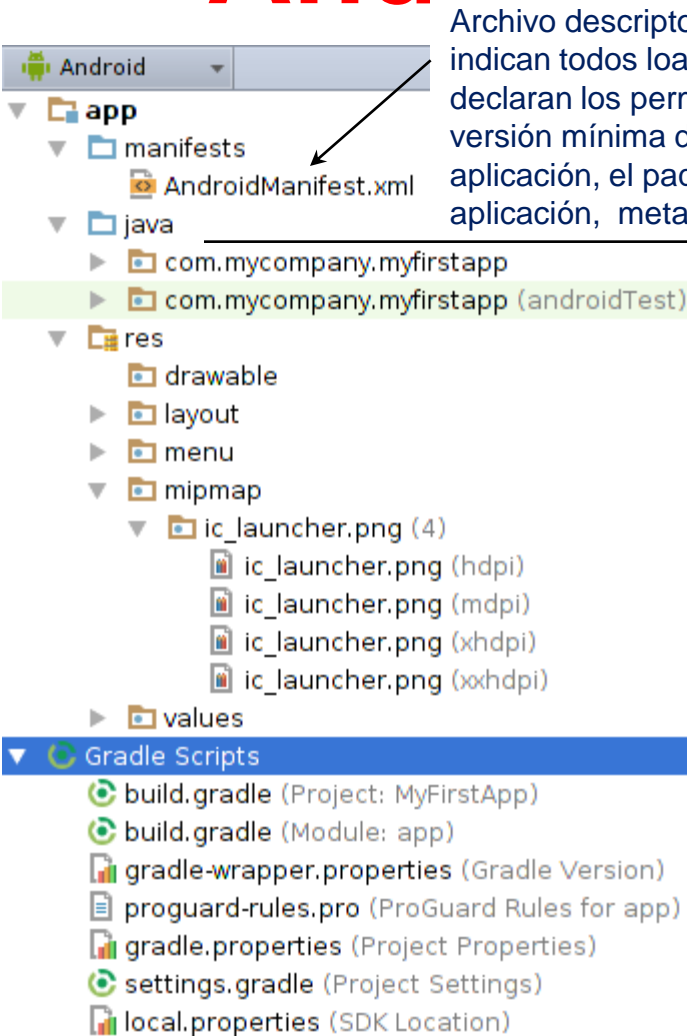 Archivo
indican todos loa
declaran los
versión mínima
aplicación, el
aplicación,
Android
app
manifests
AndroidManifest.xml
java
com.mycompany.myfirstapp
com.mycompany.myfirstapp (androidTest)
res
drawable
layout
menu
mipmap
ic_launcher.png (4)
ic_launcher.png (hdpi)
ic_launcher.png (mdpi)
ic_launcher.png (xhdpi)
ic_launcher.png (xxhdpi)
values
Gradle Scripts
build.gradle (Project: MyFirstApp)
build.gradle (Module: app)
gradle-wrapper.properties (Gradle Version)
proguard-rules.pro (ProGuard Rules for app)
gradle.properties (Project Properties)
settings.gradle (Project Settings)
local.properties (SDK Location)